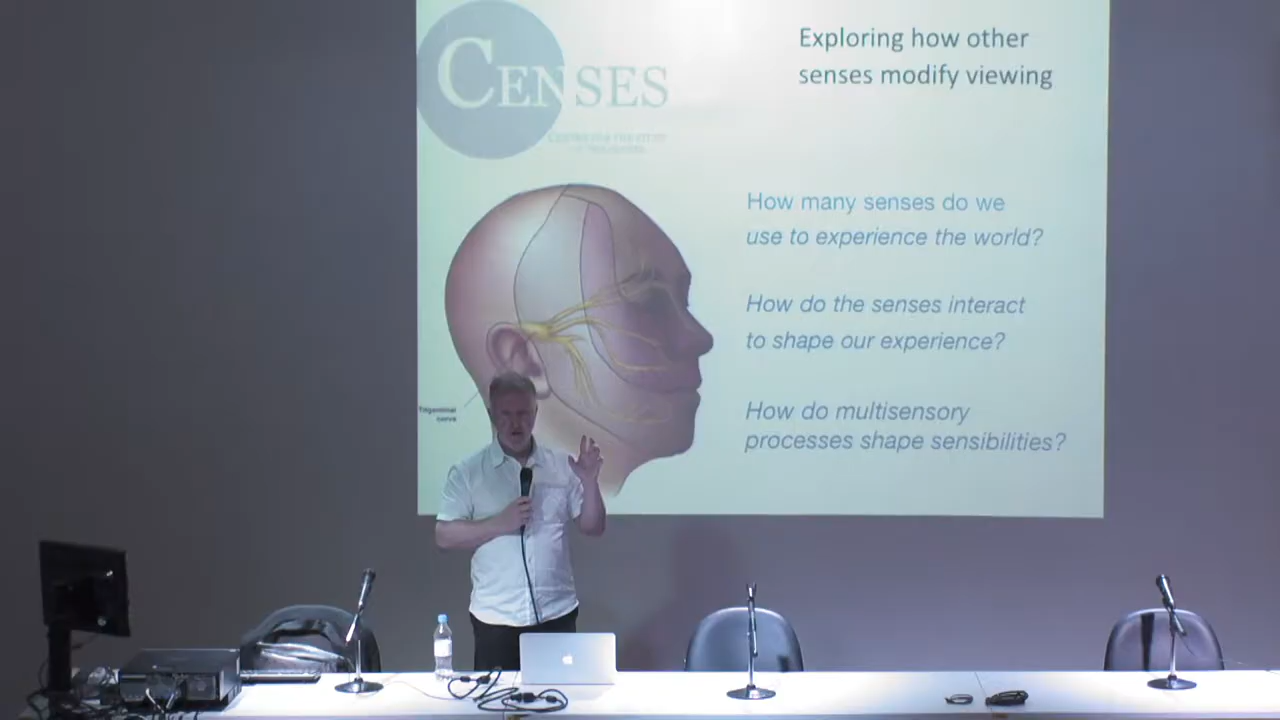 CENSES
Exploring how other
senses modify viewing
How many senses do we
use to experience the world?
How do the senses interact
to shape our experience?
Trigeminal
nerve
How do multisensory
processes shape sensibilities?